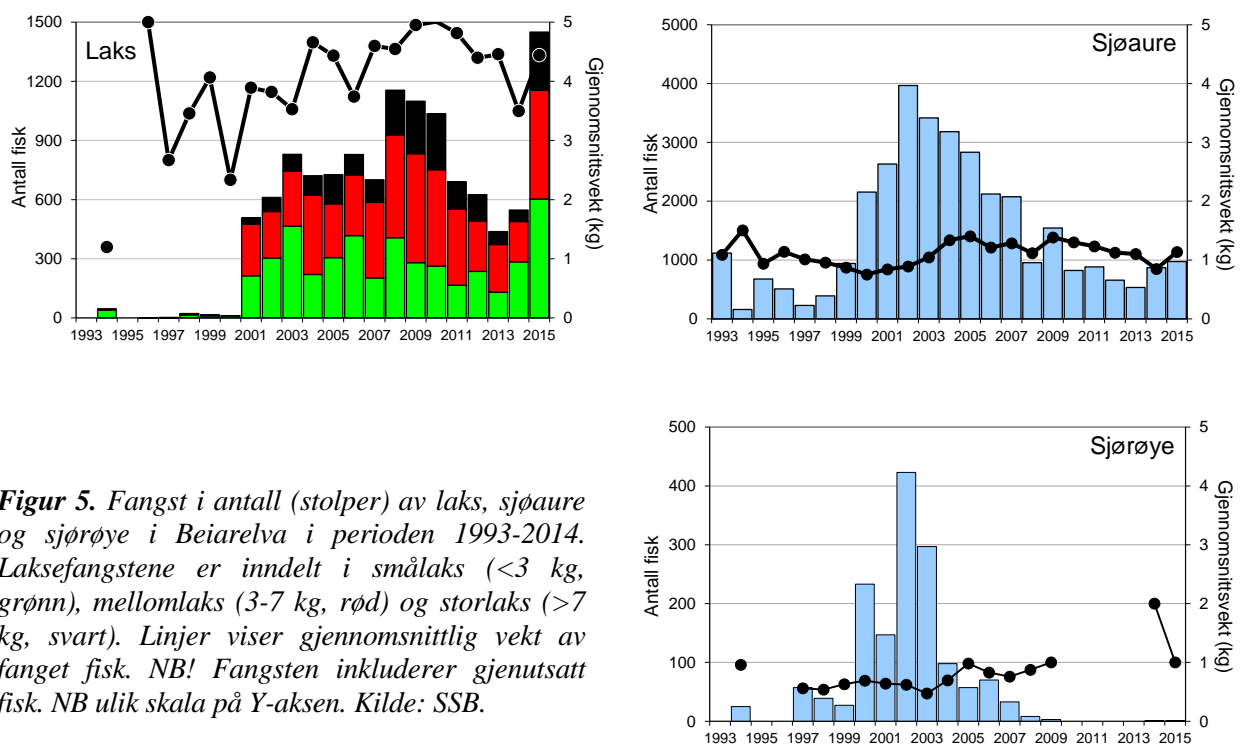 Laks
1500
1200
900
600
300
0
Antall fisk
5
4
3
2
1
0
Gjennomsnittsvekt (kg)
1993 1995 1997 1999 2001 2003 2005 2007 2009 2011 2013 2015
Sjøaure
5000
4000
3000
2000
1000
0
Antall fisk
5
4
3
2
1
0
Gjennomsnittsvekt (kg)
1993 1995 1997 1999 2001 2003 2005 2007 2009 2011 2013 2015
Sjørøye
500
400
300
200
100
0
Antall fisk
5
4
3
2
1
0
Gjennomsnittsvekt (kg)
1993 1995 1997 1999 2001 2003 2005 2007 2009 2011 2013 2015
Figur 5. Fangst i antall (stolper) av laks, sjøaure
og sjørøye i Beiarelva i perioden 1993-2014.
Laksefangstene er inndelt i smålaks (<3 kg,
grønn), mellomlaks (3-7 kg, rød) og storlaks (>7
kg, svart). Linjer viser gjennomsnittlig vekt av
fanget fisk. NB! Fangsten inkluderer gjenutsatt
fisk. NB ulik skala på Y-aksen. Kilde: SSB.